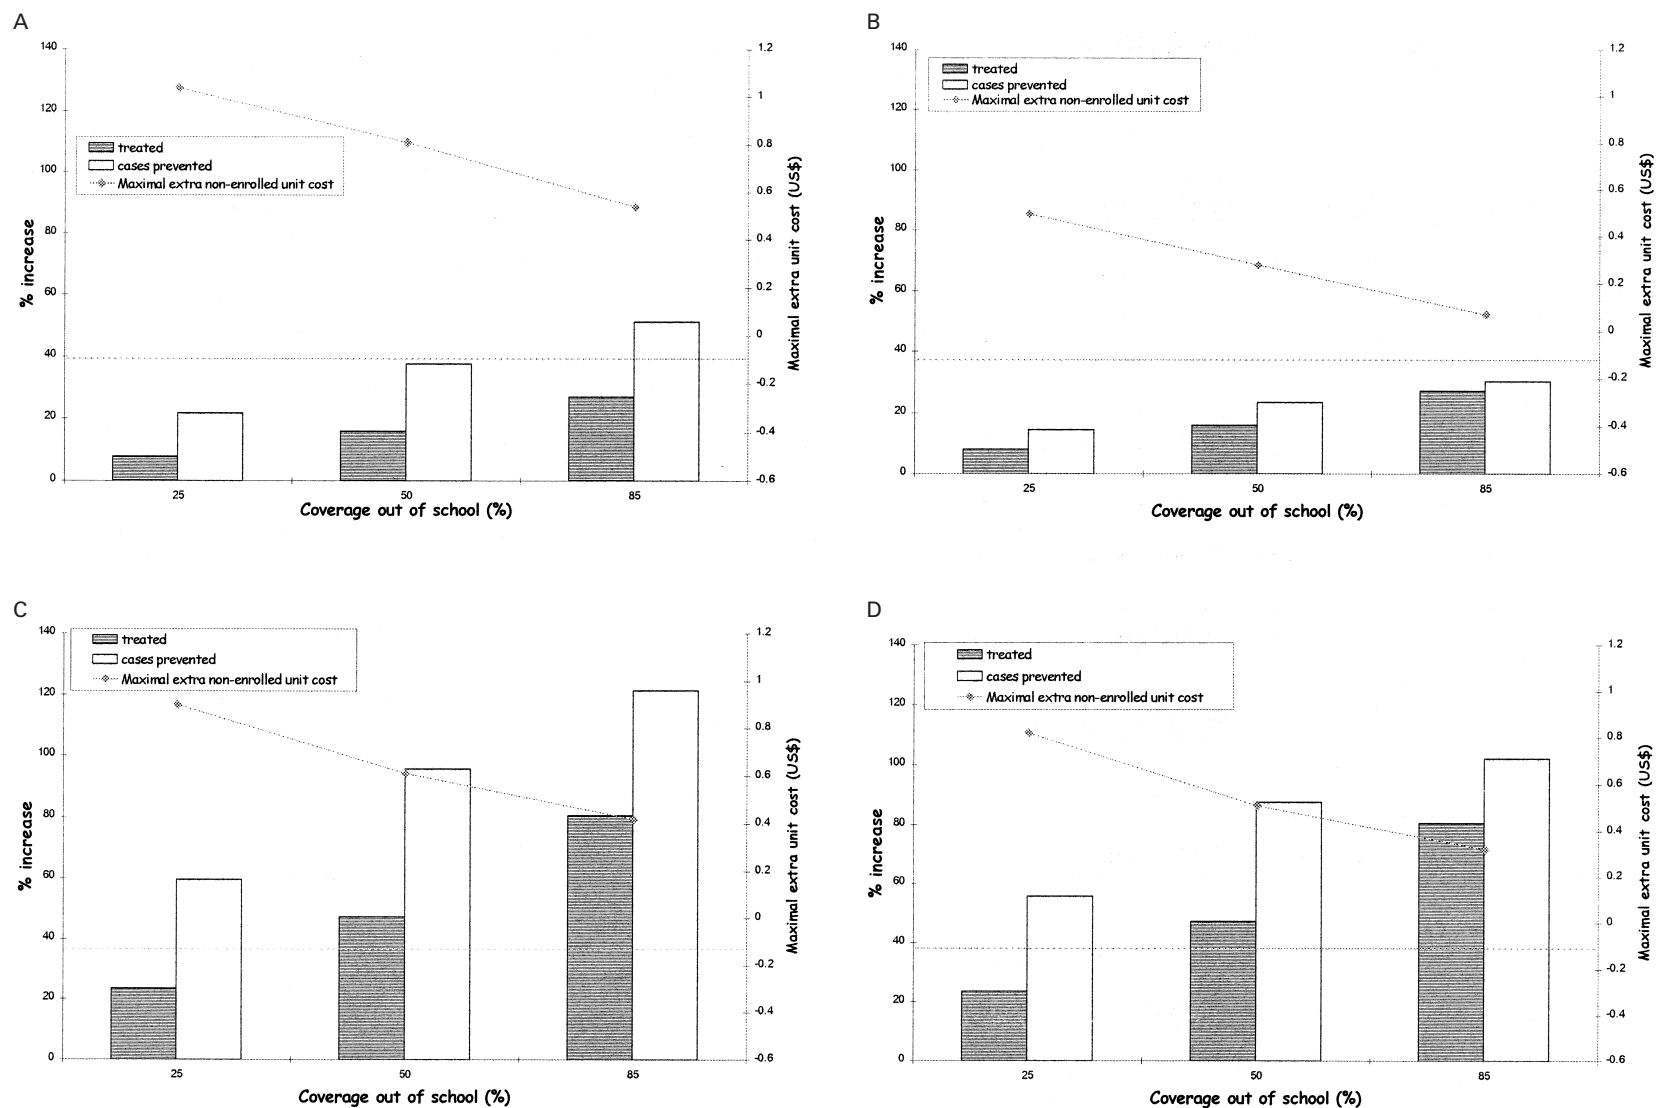 A
140
120
100
80
60
40
20
0
% increase
treated
cases prevented
Maximal extra non-enrolled unit cost
1.2
1
0.8
0.6
0.4
0.2
0
-0.2
-0.4
-0.6
Maximal extra unit cost (US$)
25 50 85
Coverage out of school (%)
B
140
120
100
80
60
40
20
0
% increase
treated
cases prevented
Maximal extra non-enrolled unit cost
1.2
1
0.8
0.6
0.4
0.2
0
-0.2
-0.4
-0.6
Maximal extra unit cost (US$)
25 50 85
Coverage out of school (%)
C
140
120
100
80
60
40
20
0
% increase
treated
cases prevented
Maximal extra non-enrolled unit cost
1.2
1
0.8
0.6
0.4
0.2
0
-0.2
-0.4
-0.6
Maximal extra unit cost (US$)
25 50 85
Coverage out of school (%)
D
140
120
100
80
60
40
20
0
% increase
treated
cases prevented
Maximal extra non-enrolled unit cost
1.2
1
0.8
0.6
0.4
0.2
0
-0.2
-0.4
-0.6
Maximal extra unit cost (US$)
25 50 85
Coverage out of school (%)